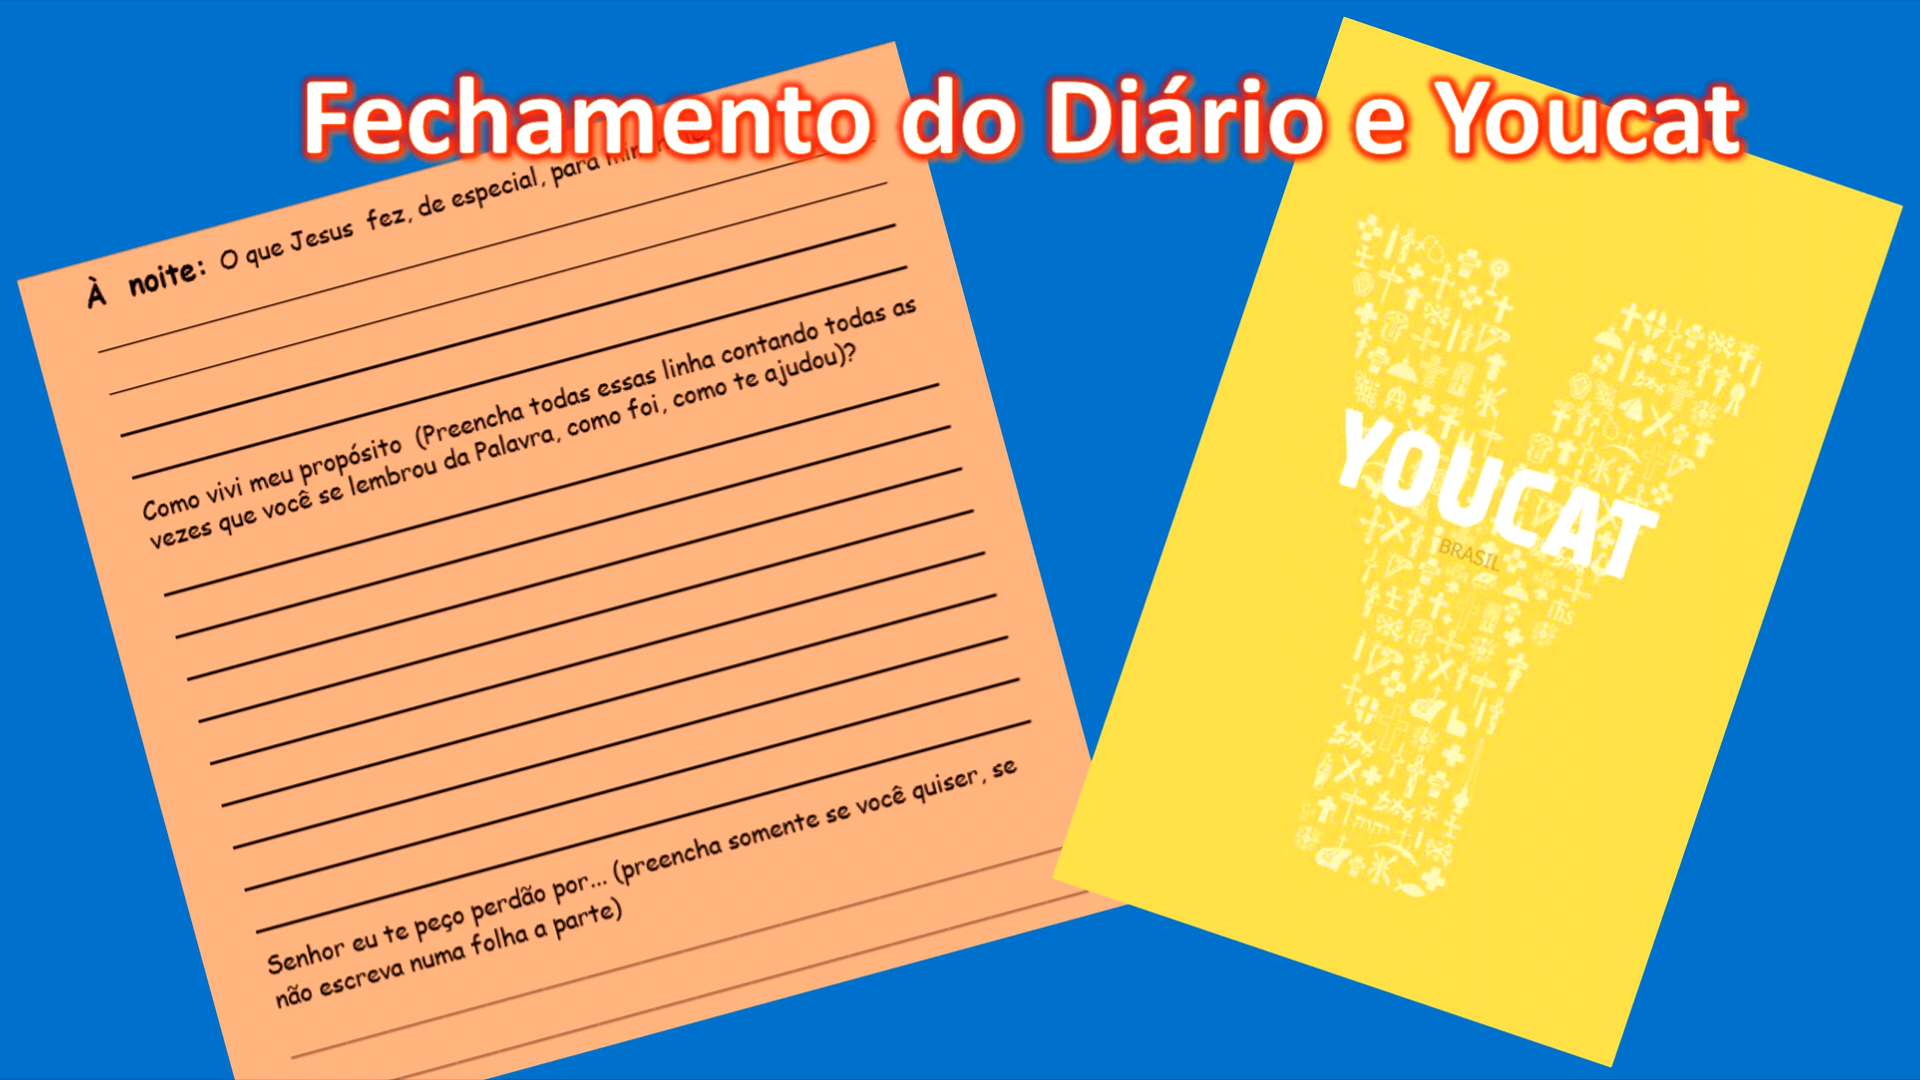 Fechamento do Diário e Youcat
À noite: O que Jesus fez, de especial, para
Como vivi meu propósito (Preencha todas essas linha contando todas as
vezes que você se lembrou da Palavra, como foi, como te ajudou)?
Senhor eu te peço perdão por... (preencha somente se você quiser, se
não escreva numa folha a parte)
YOUCAT
BRASIL
ihs